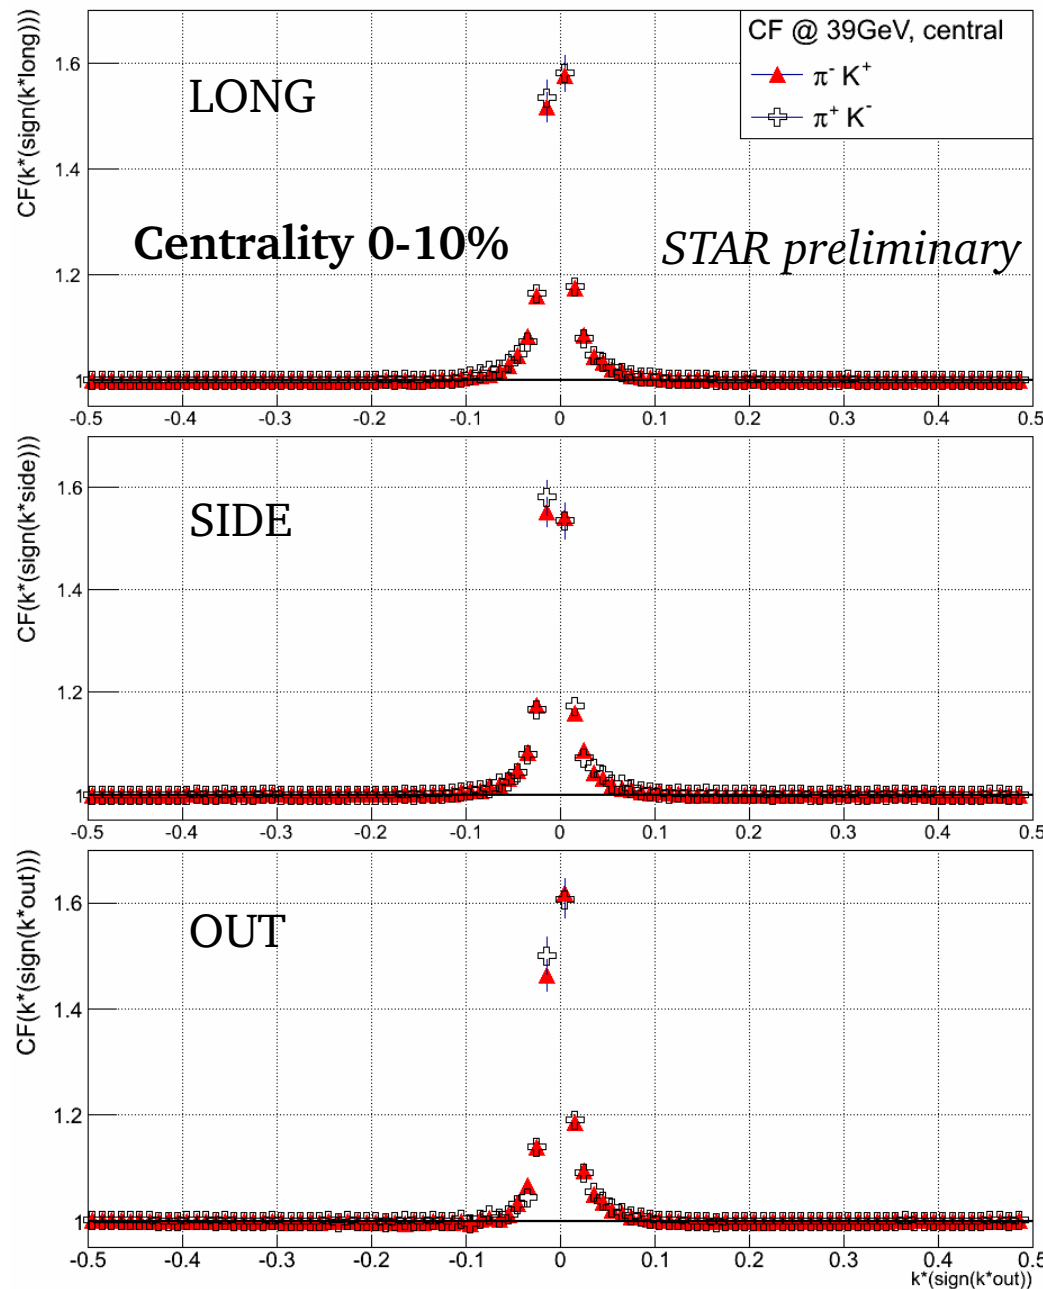 CF(k*(sign(k*long)))
1.6
1.4
1.2
1
LONG
CF @ 39GeV, central
π⁻ K⁺
π⁺ K⁻
Centrality 0-10%
STAR preliminary
-0.5 -0.4 -0.3 -0.2 -0.1 0 0.1 0.2 0.3 0.4 0.5
CF(k*(sign(k*side)))
1.6
1.4
1.2
1
SIDE
-0.5 -0.4 -0.3 -0.2 -0.1 0 0.1 0.2 0.3 0.4 0.5
CF(k*(sign(k*out)))
1.6
1.4
1.2
1
OUT
-0.5 -0.4 -0.3 -0.2 -0.1 0 0.1 0.2 0.3 0.4 0.5
k*(sign(k*out))